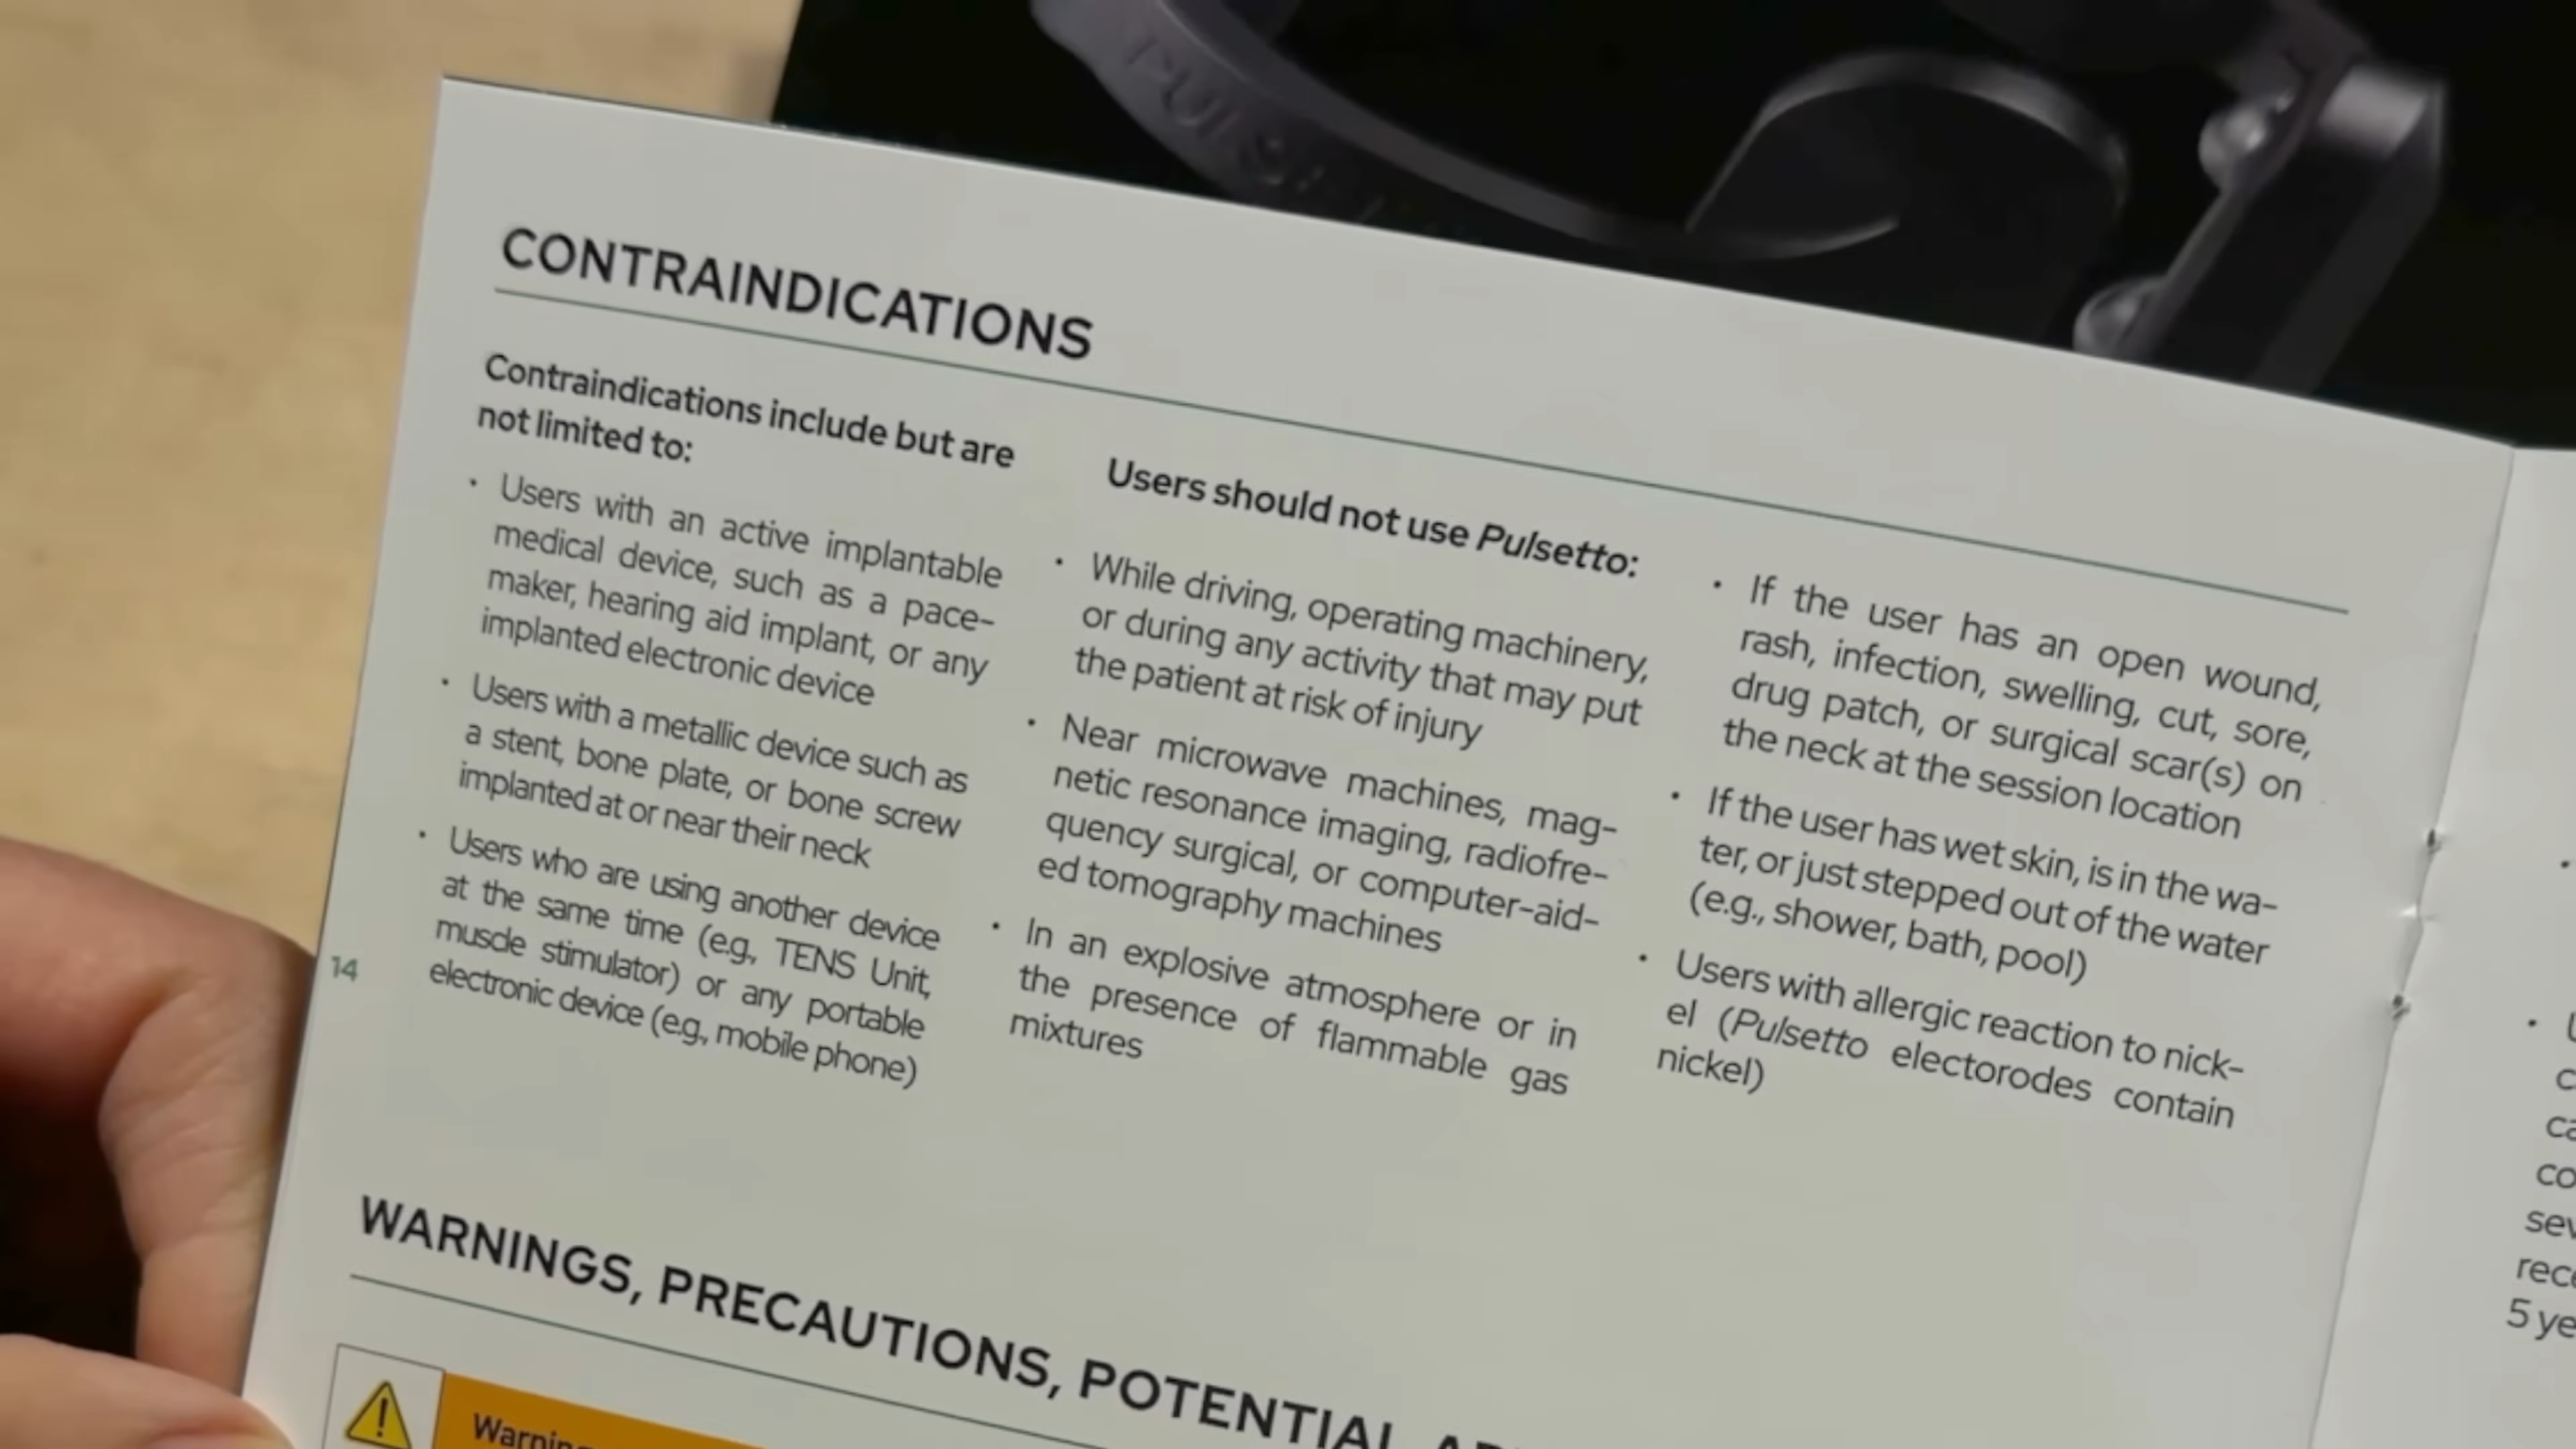 CONTRAINDICATIONS
Contraindications include but are
not limited to:
• Users with an active implantable
medical device, such as a pace-
maker, hearing aid implant, or any
implanted electronic device
• Users with a metallic device such as
a stent, bone plate, or bone screw
implanted at or near their neck
• Users who are using another device
at the same time (e.g., TENS Unit,
muscle stimulator) or any portable
electronic device (e.g., mobile phone)
Users should not use Pulsetto:
• While driving, operating machinery,
or during any activity that may put
the patient at risk of injury
• Near microwave machines, mag-
netic resonance imaging, radiofre-
quency surgical, or computer-aid-
ed tomography machines
• In an explosive atmosphere or in
the presence of flammable gas
mixtures
• If the user has an open wound,
rash, infection, swelling, cut, sore,
drug patch, or surgical scar(s) on
the neck at the session location
• If the user has wet skin, is in the wa-
ter, or just stepped out of the water
(e.g., shower, bath, pool)
• Users with allergic reaction to nick-
el (Pulsetto electorodes contain
nickel)
14
WARNINGS, PRECAUTIONS, POTENTIAL
5